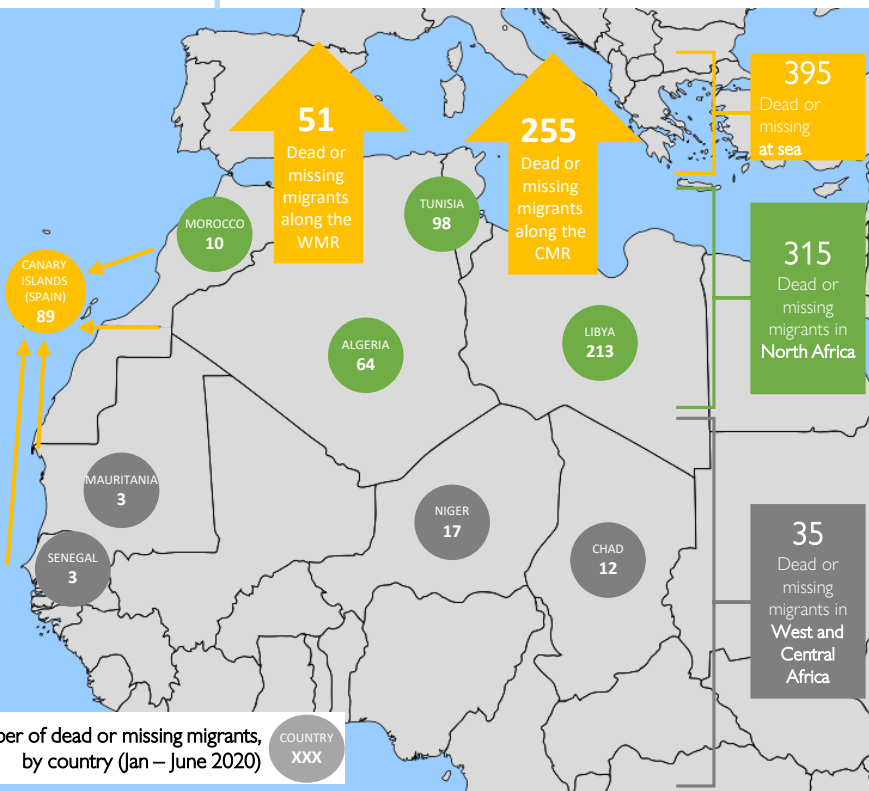 51
Dead or
missing
migrants
along the
WMR
255
Dead or
missing
migrants
along the
CMR
395
Dead or
missing
at sea
MOROCCO
10
TUNISIA
98
CANARY
ISLANDS
(SPAIN)
89
ALGERIA
64
LIBYA
213
315
Dead or
missing
migrants in
North Africa
MAURITANIA
3
NIGER
17
SENEGAL
3
CHAD
12
35
Dead or
missing
migrants in
West and
Central
Africa
of dead or missing migrants,
by country (Jan – June 2020)
COUNTRY
XXX